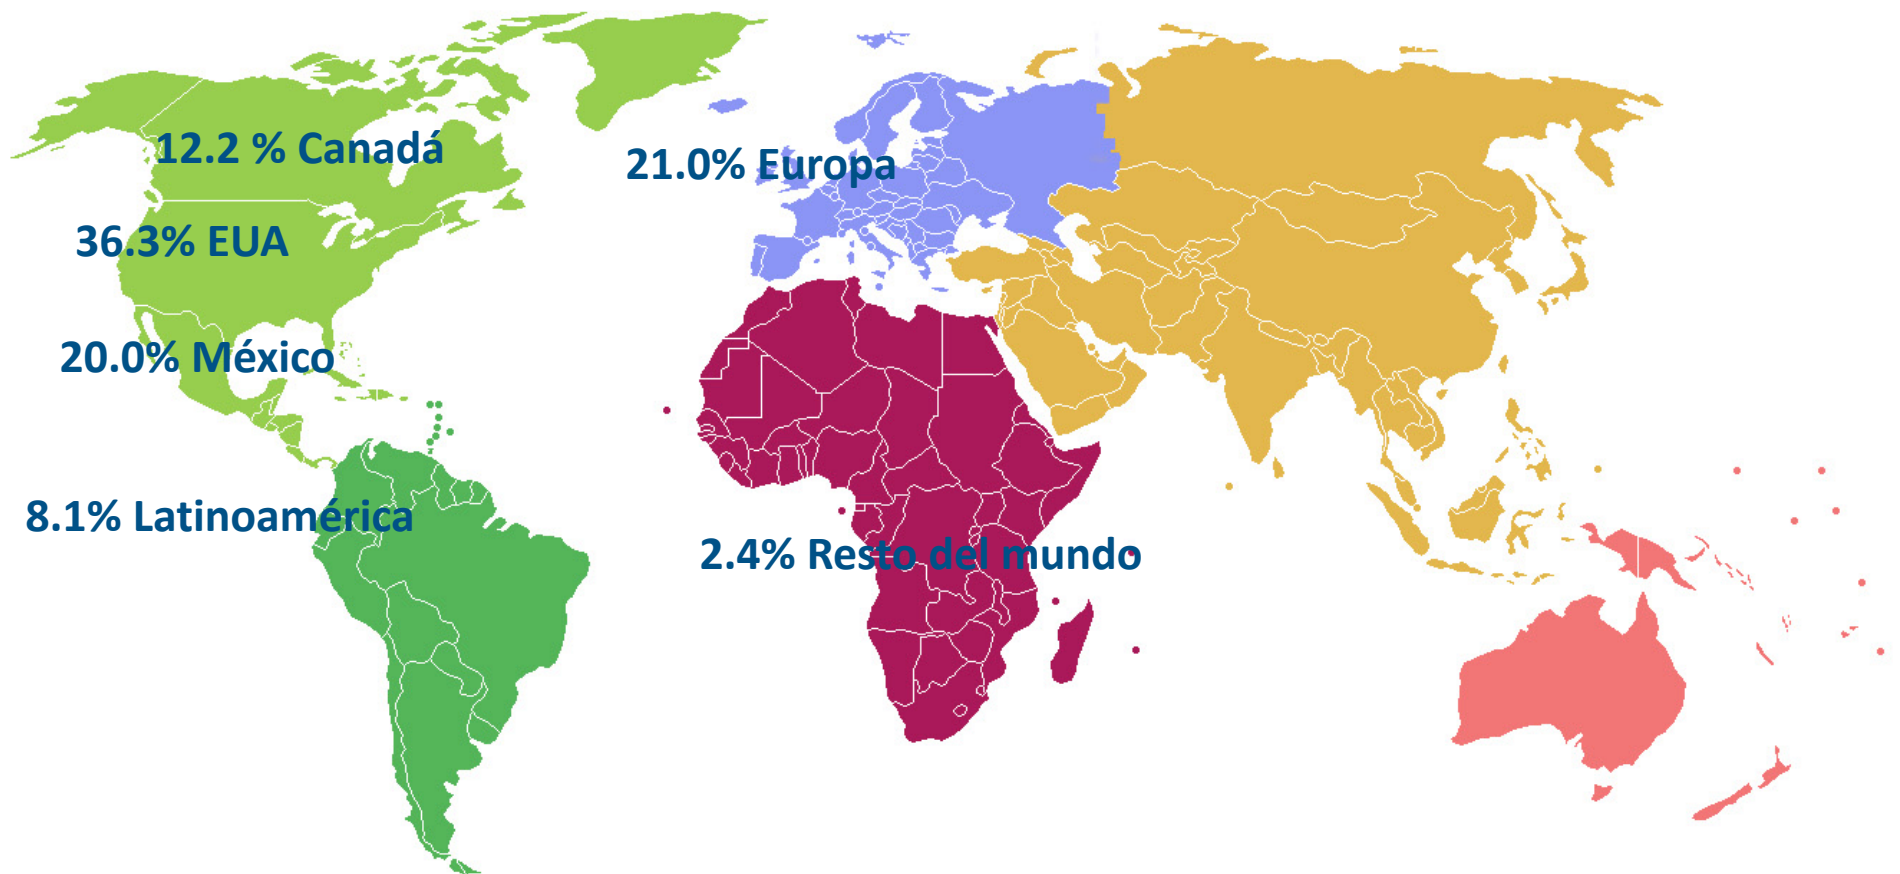 12.2 % Canadá
21.0% Europa
36.3% EUA
20.0% México
8.1% Latinoamérica
2.4% Resto del mundo